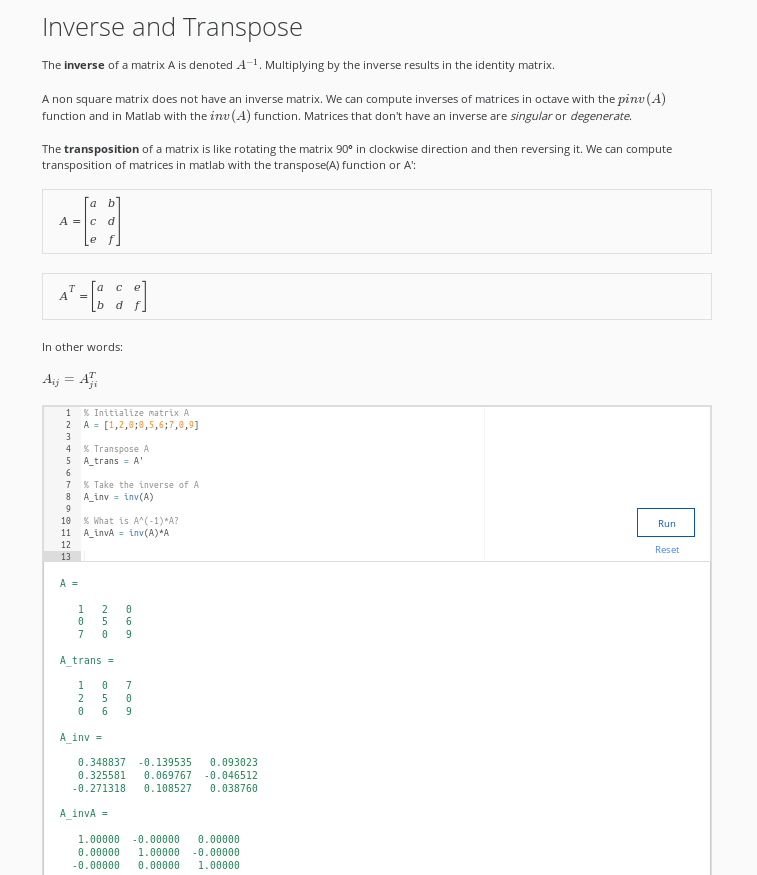 Inverse and Transpose
The inverse of a matrix A is denoted A⁻¹. Multiplying by the inverse results in the identity matrix.
A non square matrix does not have an inverse matrix. We can compute inverses of matrices in octave with the pinv(A)
function and in Matlab with the inv(A) function. Matrices that don't have an inverse are singular or degenerate.
The transposition of a matrix is like rotating the matrix 90° in clockwise direction and then reversing it. We can compute
transposition of matrices in matlab with the transpose(A) function or A':
a b
A = c d
e f
Aᵀ = a c e
b d f
In other words:
A_{ij} = A_{ji}^T
1 % Initialize matrix A
2 A = [1,2,0;0,5,6;7,0,9]
3
4 % Transpose A
5 A_trans = A'
6
7 % Take the inverse of A
8 A_inv = inv(A)
9
10 % What is A^(-1)*A?
11 A_invA = inv(A)*A
12
13
Run
Reset
A =
1 2 0
0 5 6
7 0 9
A_trans =
1 0 7
2 5 0
0 6 9
A_inv =
0.348837 -0.139535 0.093023
0.325581 0.069767 -0.046512
-0.271318 0.108527 0.038760
A_invA =
1.00000 -0.00000 0.00000
0.00000 1.00000 -0.00000
-0.00000 0.00000 1.00000